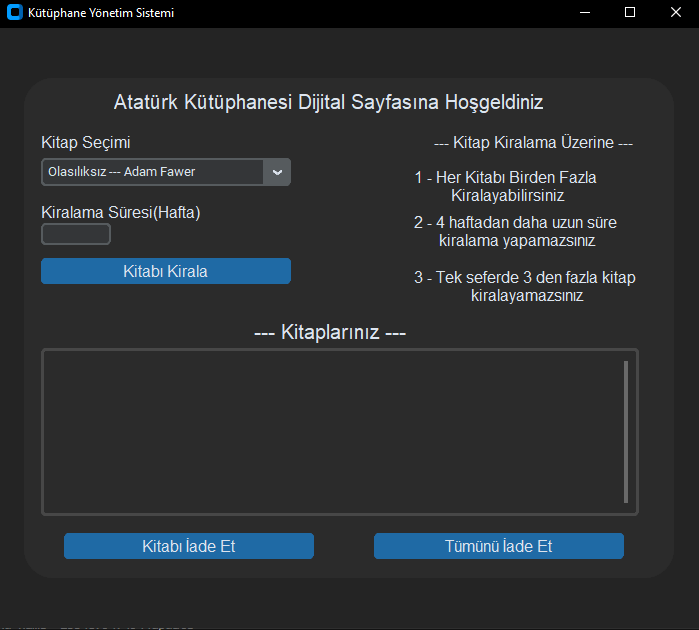 Kütüphane Yönetim Sistemi
Atatürk Kütüphanesi Dijital Sayfasına Hoşgeldiniz
Kitap Seçimi
Olasılıksız --- Adam Fawer
Kiralama Süresi(Hafta)
Kitabı Kirala
--- Kitap Kiralama Üzerine ---
1 - Her Kitabı Birden Fazla
Kiralayabilirsiniz
2 - 4 haftadan daha uzun süre
kiralama yapamazsınız
3 - Tek seferde 3 den fazla kitap
kiralayamazsınız
--- Kitaplarınız ---
Kitabı İade Et
Tümünü İade Et